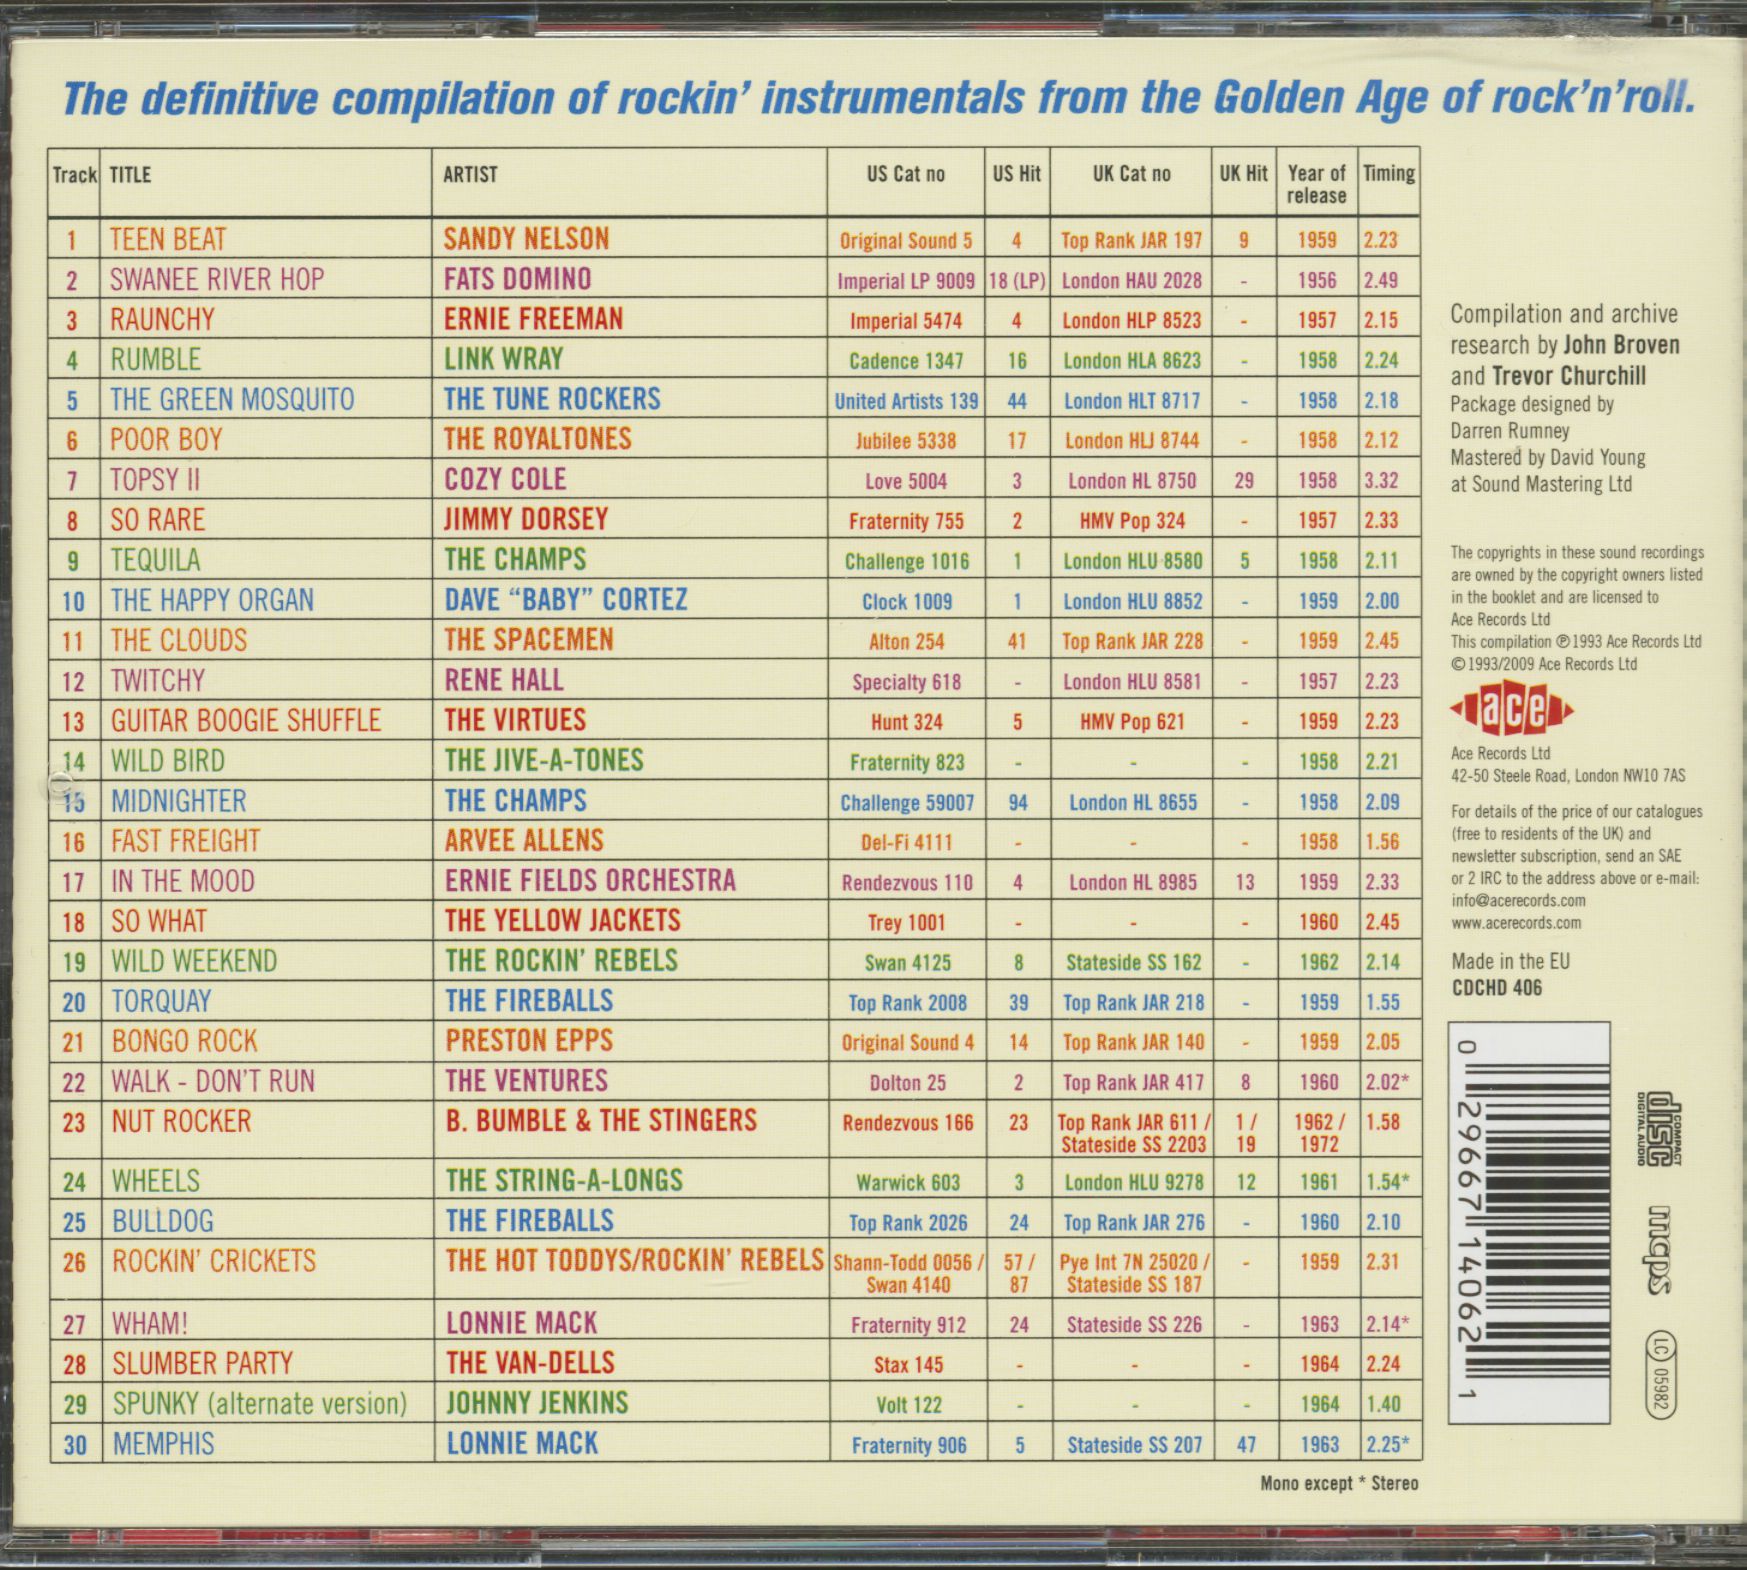 The definitive compilation of rockin' instrumentals from the Golden Age of rock'n'roll.
Track TITLE ARTIST US Cat no US Hit UK Cat no UK Hit Year of release Timing
1 TEEN BEAT SANDY NELSON Original Sound 5 4 Top Rank JAR 197 9 1959 2.23
2 SWANEE RIVER HOP FATS DOMINO Imperial LP 9009 18 (LP) London HAU 2028 - 1956 2.49
3 RAUNCHY ERNIE FREEMAN Imperial 5474 4 London HLP 8523 - 1957 2.15
4 RUMBLE LINK WRAY Cadence 1347 16 London HLA 8623 - 1958 2.24
5 THE GREEN MOSQUITO THE TUNE ROCKERS United Artists 139 44 London HLT 8717 - 1958 2.18
6 POOR BOY THE ROYALTONES Jubilee 5338 17 London HLJ 8744 - 1958 2.12
7 TOPSY II COZY COLE Love 5004 3 London HL 8750 29 1958 3.32
8 SO RARE JIMMY DORSEY Fraternity 755 2 HMV Pop 324 - 1957 2.33
9 TEQUILA THE CHAMPS Challenge 1016 1 London HLU 8580 5 1958 2.11
10 THE HAPPY ORGAN DAVE “BABY” CORTEZ Clock 1009 1 London HLU 8852 - 1959 2.00
11 THE CLOUDS THE SPACEMEN Alton 254 41 Top Rank JAR 228 - 1959 2.45
12 TWITCHY RENE HALL Specialty 618 - London HLU 8581 - 1957 2.23
13 GUITAR BOOGIE SHUFFLE THE VIRTUES Hunt 324 5 HMV Pop 621 - 1959 2.23
14 WILD BIRD THE JIVE-A-TONES Fraternity 823 - - - 1958 2.21
15 MIDNIGHTER THE CHAMPS Challenge 59007 94 London HL 8655 - 1958 2.09
16 FAST FREIGHT ARVEE ALLENS Del-Fi 4111 - - - 1958 1.56
17 IN THE MOOD ERNIE FIELDS ORCHESTRA Rendezvous 110 4 London HL 8985 13 1959 2.33
18 SO WHAT THE YELLOW JACKETS Trey 1001 - - - 1960 2.45
19 WILD WEEKEND THE ROCKIN' REBELS Swan 4125 8 Stateside SS 162 - 1962 2.14
20 TORQUAY THE FIREBALLS Top Rank 2008 39 Top Rank JAR 218 - 1959 1.55
21 BONGO ROCK PRESTON EPPS Original Sound 4 14 Top Rank JAR 140 - 1959 2.05
22 WALK - DON'T RUN THE VENTURES Dolton 25 2 Top Rank JAR 417 8 1960 2.02*
23 NUT ROCKER B. BUMBLE & THE STINGERS Rendezvous 166 23 Top Rank JAR 611 / 1 / 1962 / 1.58
Stateside SS 2203 19 1972
24 WHEELS THE STRING-A-LONGS Warwick 603 3 London HLU 9278 12 1961 1.54*
25 BULLDOG THE FIREBALLS Top Rank 2026 24 Top Rank JAR 276 - 1960 2.10
26 ROCKIN' CRICKETS THE HOT TODDYS/ROCKIN' REBELS Shann-Todd 0056 / 57 / Pye Int 7N 25020 / - 1959 2.31
Swan 4140 87 Stateside SS 187
27 WHAM! LONNIE MACK Fraternity 912 24 Stateside SS 226 - 1963 2.14*
28 SLUMBER PARTY THE VAN-DELLS Stax 145 - - - 1964 2.24
29 SPUNKY (alternate version) JOHNNY JENKINS Volt 122 - - - 1964 1.40
30 MEMPHIS LONNIE MACK Fraternity 906 5 Stateside SS 207 47 1963 2.25*
Mono except * Stereo
Compilation and archive
research by John Broven
and Trevor Churchill
Package designed by
Darren Rumney
Mastered by David Young
at Sound Mastering Ltd
The copyrights in these sound recordings
are owned by the copyright owners listed
in the booklet and are licensed to
Ace Records Ltd
This compilation ℗1993 Ace Records Ltd
©1993/2009 Ace Records Ltd
ace
Ace Records Ltd
42-50 Steele Road, London NW10 7AS
For details of the price of our catalogues
(free to residents of the UK) and
newsletter subscription, send an SAE
or 2 IRC to the address above or e-mail:
info@acerecords.com
www.acerecords.com
Made in the EU
CDCHD 406
0 29667 14062 1
COMPACT
disc
DIGITAL AUDIO
mcps
LC 05982